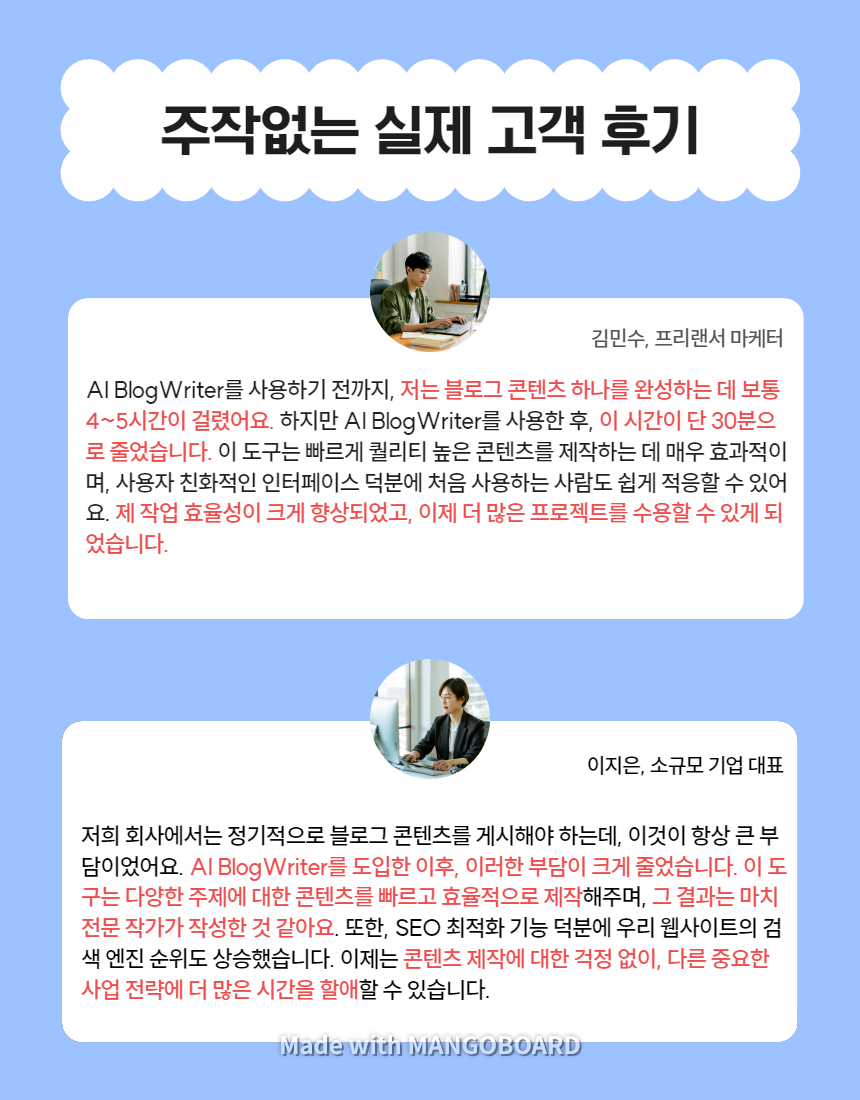 주작없는 실제 고객 후기
김민수, 프리랜서 마케터
AI BlogWriter를 사용하기 전까지, 저는 블로그 콘텐츠 하나를 완성하는 데 보통
4~5시간이 걸렸어요. 하지만 AI BlogWriter를 사용한 후, 이 시간이 단 30분으
로 줄었습니다. 이 도구는 빠르게 퀄리티 높은 콘텐츠를 제작하는 데 매우 효과적이
며, 사용자 친화적인 인터페이스 덕분에 처음 사용하는 사람도 쉽게 적응할 수 있어
요. 제 작업 효율성이 크게 향상되었고, 이제 더 많은 프로젝트를 수용할 수 있게 되
었습니다.
이지은, 소규모 기업 대표
저희 회사에서는 정기적으로 블로그 콘텐츠를 게시해야 하는데, 이것이 항상 큰 부
담이었어요. AI BlogWriter를 도입한 이후, 이러한 부담이 크게 줄었습니다. 이 도
구는 다양한 주제에 대한 콘텐츠를 빠르고 효율적으로 제작해주며, 그 결과는 마치
전문 작가가 작성한 것 같아요. 또한, SEO 최적화 기능 덕분에 우리 웹사이트의 검
색 엔진 순위도 상승했습니다. 이제는 콘텐츠 제작에 대한 걱정 없이, 다른 중요한
사업 전략에 더 많은 시간을 할애할 수 있습니다.
Made with MANGOBOARD